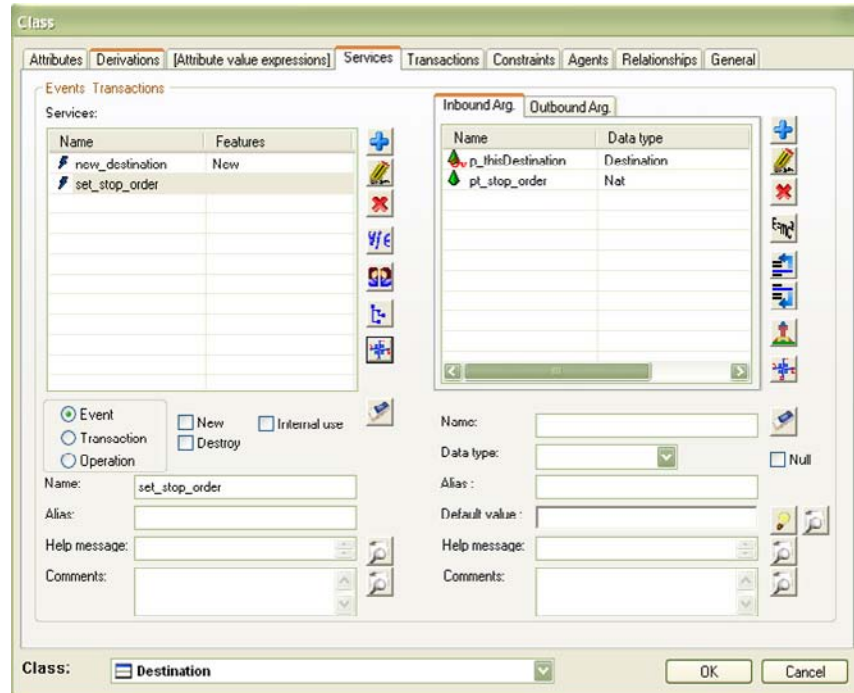 Class
Attributes Derivations [Attribute value expressions] Services Transactions Constraints Agents Relationships General
Events Transactions
Services:
Name Features
new_destination New
set_stop_order
Inbound Arg. Outbound Arg.
Name Data type
p_thisDestination Destination
pt_stop_order Nat
Event
Transaction
Operation
New
Destroy
Internal use
Name: set_stop_order
Alias:
Help message:
Comments:
Name:
Data type:
Null
Alias :
Default value :
Help message:
Comments:
Class: Destination
OK Cancel